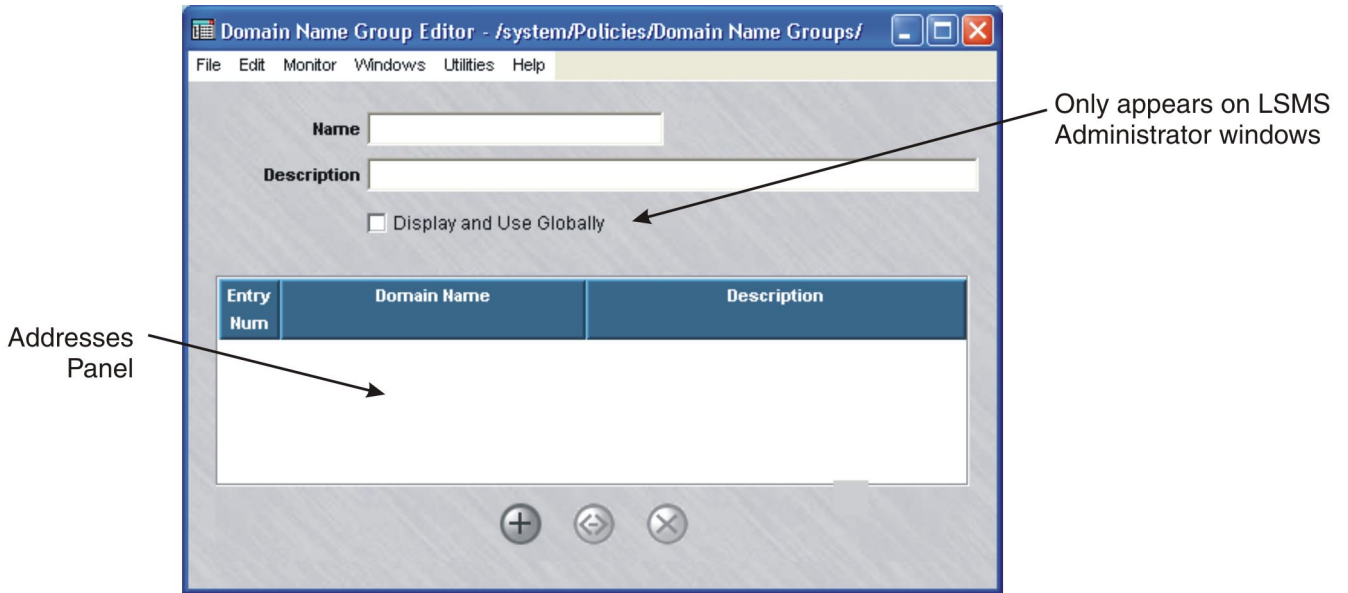 Domain Name Group Editor - /system/Policies/Domain Name Groups/
File Edit Monitor Windows Utilities Help
Only appears on LSMS
Administrator windows
Name
Description
Display and Use Globally
Entry Num
Domain Name
Description
Addresses
Panel